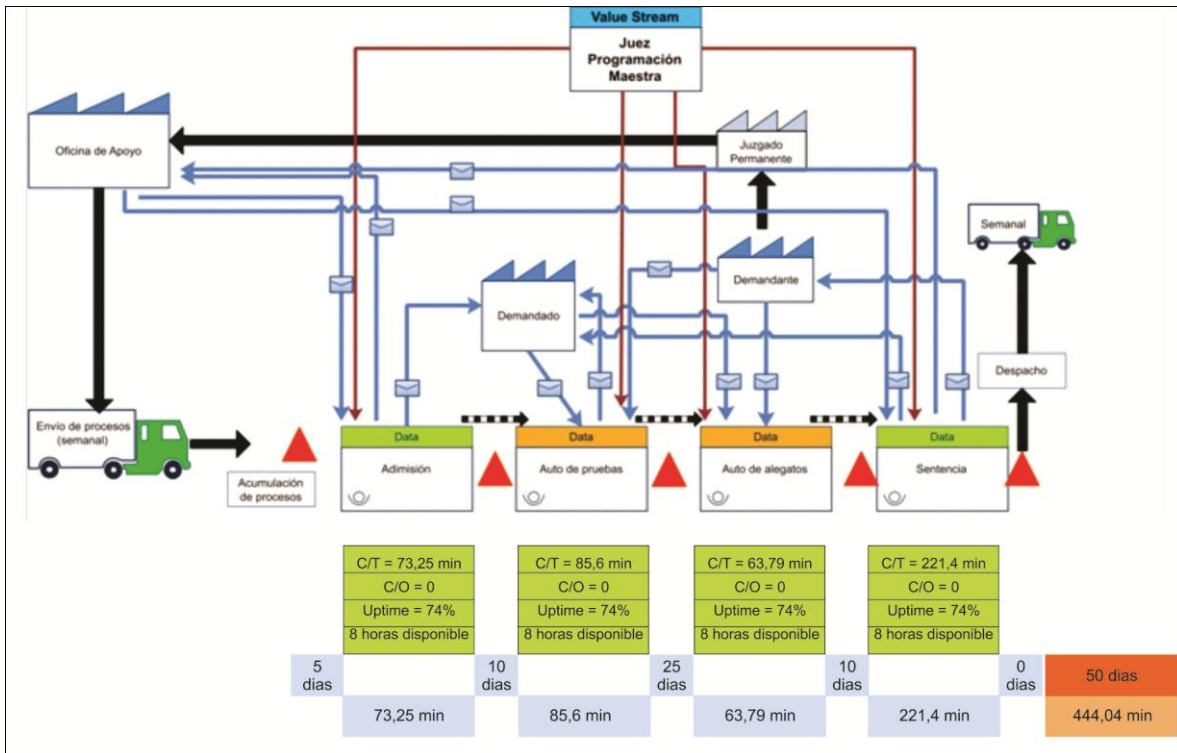 Value Stream
Juez
Programación
Maestra
Oficina de Apoyo
Juzgado
Permanente
Semanal
Demandante
Demandado
Despacho
Envío de procesos
(semanal)
Acumulación
de procesos
Data
Adimisión
Data
Auto de pruebas
Data
Auto de alegatos
Data
Sentencia
C/T = 73,25 min
C/O = 0
Uptime = 74%
8 horas disponible
C/T = 85,6 min
C/O = 0
Uptime = 74%
8 horas disponible
C/T = 63,79 min
C/O = 0
Uptime = 74%
8 horas disponible
C/T = 221,4 min
C/O = 0
Uptime = 74%
8 horas disponible
5
dias
10
dias
25
dias
10
dias
0
dias
50 dias
73,25 min
85,6 min
63,79 min
221,4 min
444,04 min